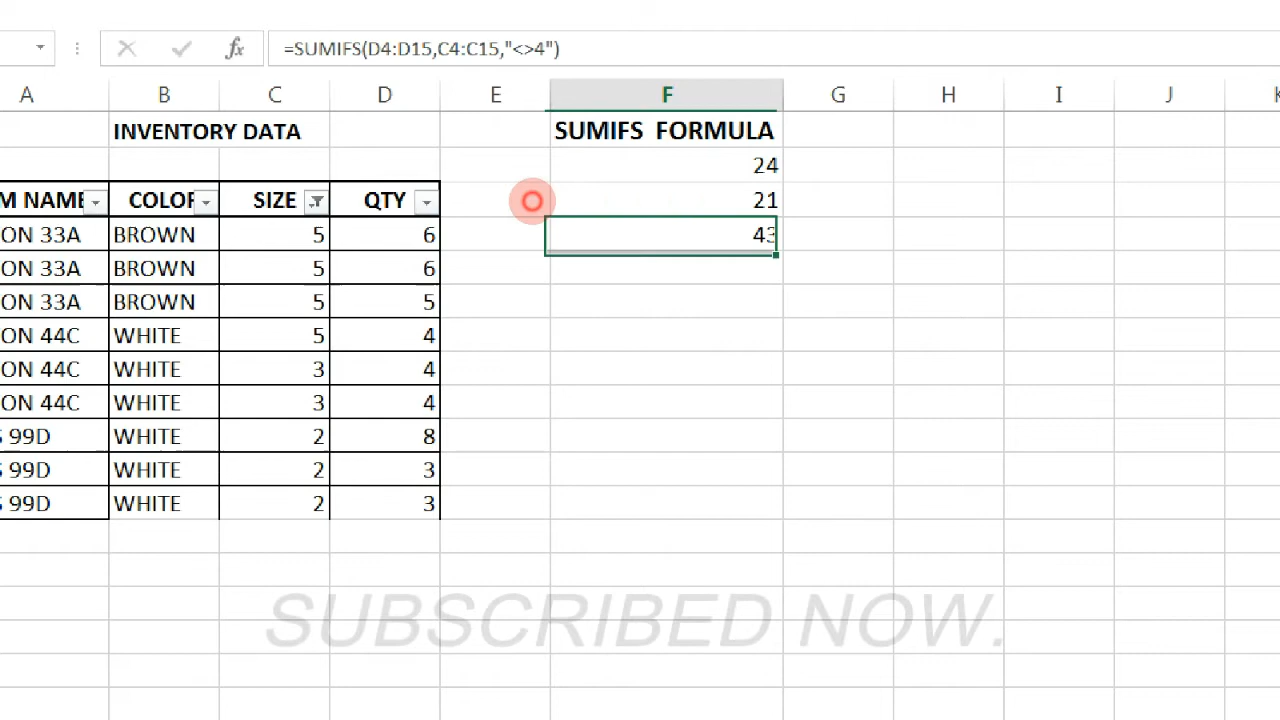 =SUMIFS(D4:D15,C4:C15,"<>4")
A B C D E F G H I J K
INVENTORY DATA SUMIFS FORMULA
24
M NAME COLOR SIZE QTY 21
ON 33A BROWN 5 6 43
ON 33A BROWN 5 6
ON 33A BROWN 5 5
ON 44C WHITE 5 4
ON 44C WHITE 3 4
ON 44C WHITE 3 4
S 99D WHITE 2 8
S 99D WHITE 2 3
S 99D WHITE 2 3
SUBSCRIBED NOW.